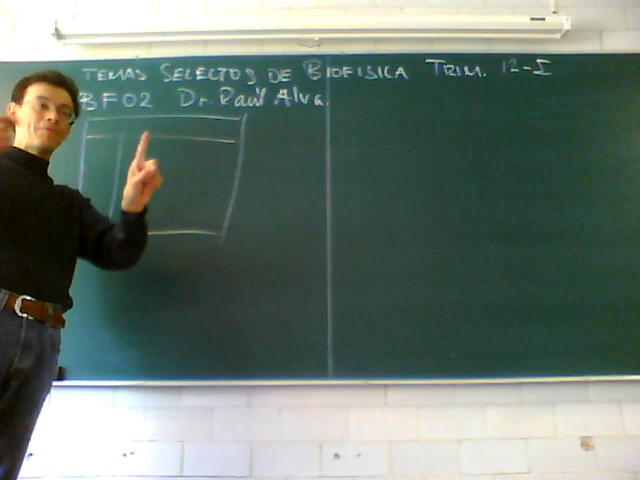 TEMAS SELECTOS DE BIOFISICA TRIM. 12-I
BF02 Dr. Raúl Alva.